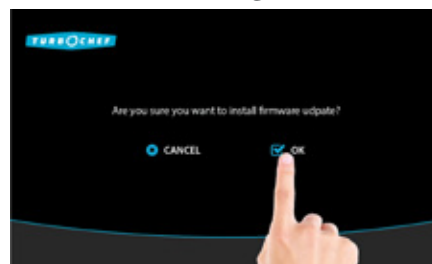 TURBOCHEF
Are you sure you want to install firmware udpate?
CANCEL OK